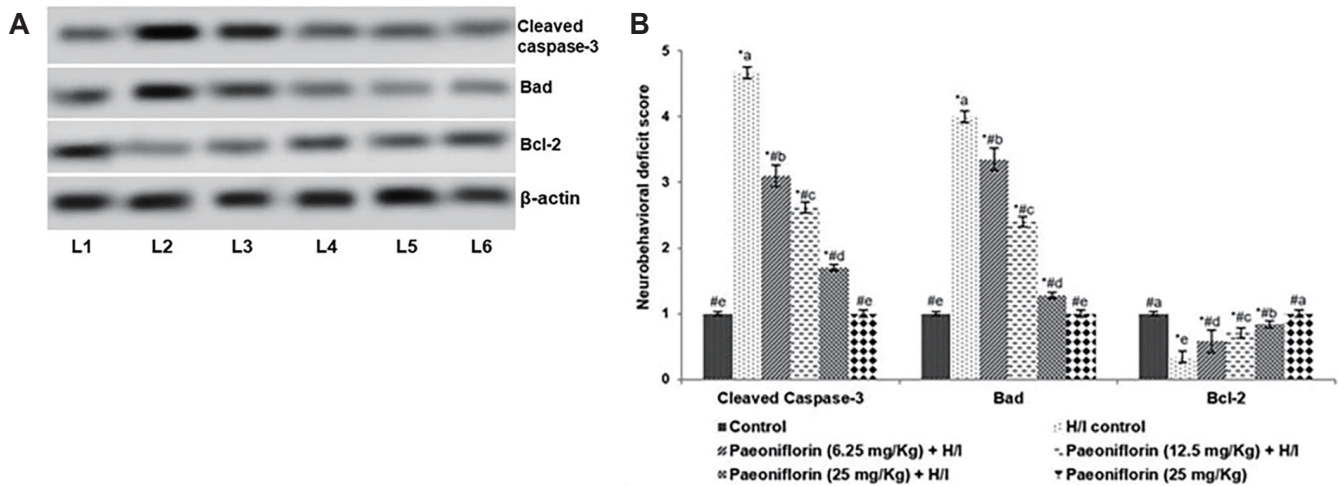 A
Cleaved
caspase-3
Bad
Bcl-2
β-actin
L1 L2 L3 L4 L5 L6
B
Neurobehavioral deficit score
5
4
3
2
1
0
#e *a *#b *#c *#d #e
#e *a *#b *#c *#d #e
#a *e *#d *#c *#b #a
Cleaved Caspase-3 Bad Bcl-2
Control H/I control
Paeoniflorin (6.25 mg/Kg) + H/I Paeoniflorin (12.5 mg/Kg) + H/I
Paeoniflorin (25 mg/Kg) + H/I Paeoniflorin (25 mg/Kg)